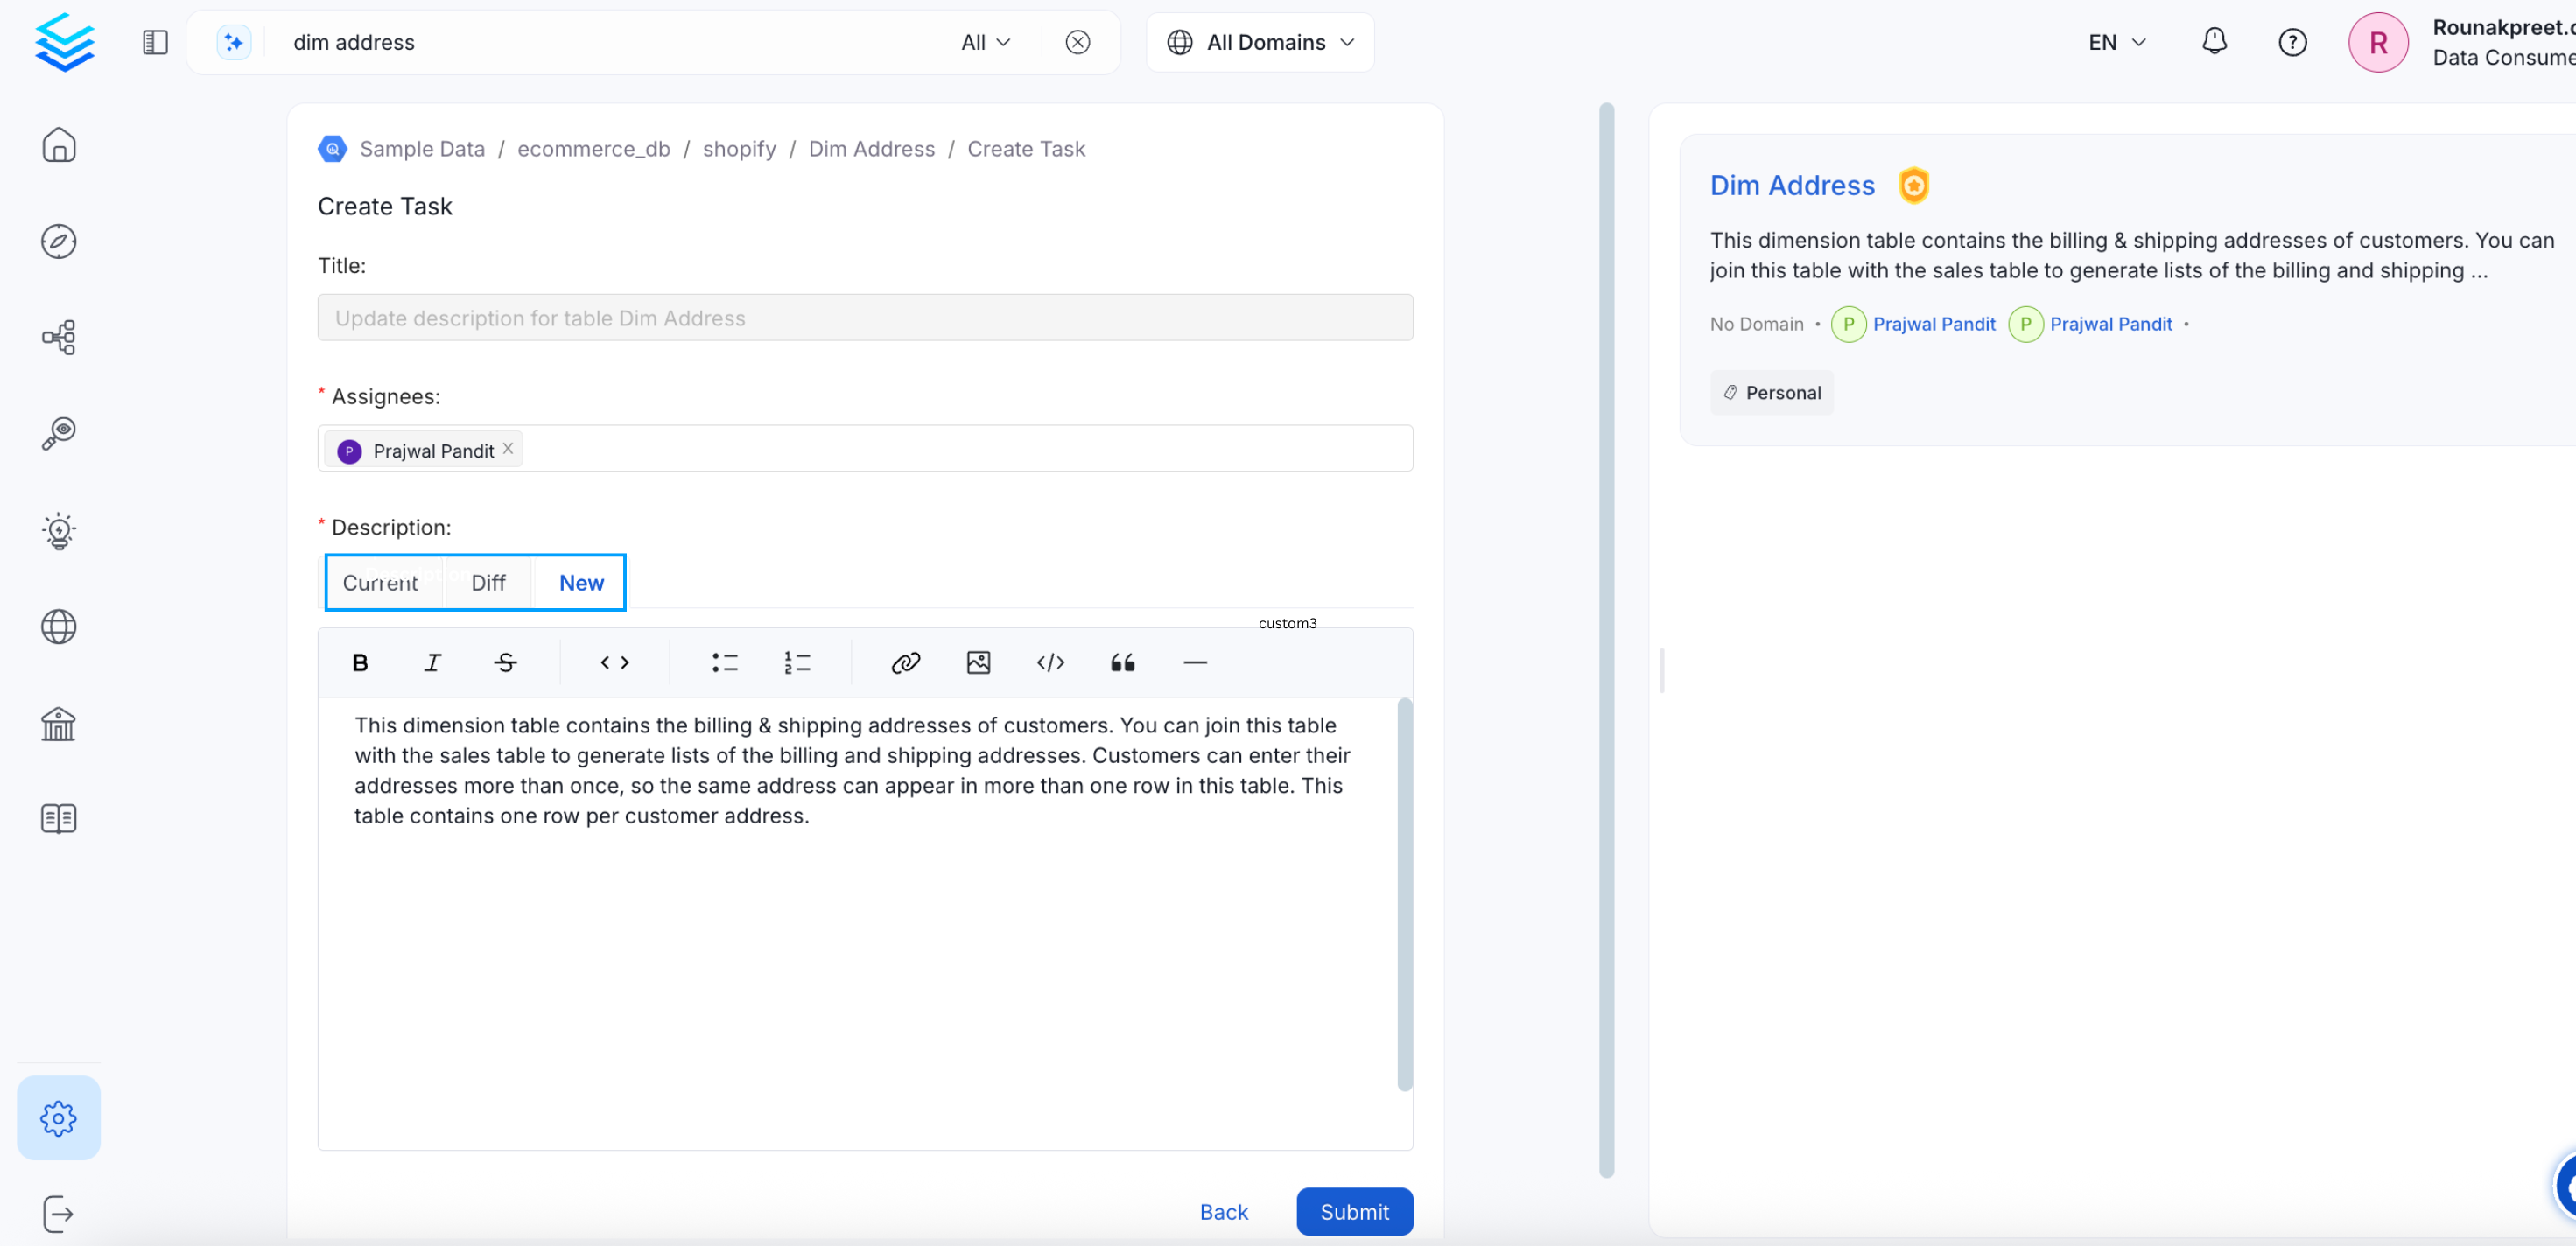 dim address
All
All Domains
EN
R
Rounakpreet.
Data Consume
Sample Data / ecommerce_db / shopify / Dim Address / Create Task
Create Task
Title:
Update description for table Dim Address
* Assignees:
P Prajwal Pandit
* Description:
Current Diff New
custom3
B I S
This dimension table contains the billing & shipping addresses of customers. You can join this table
with the sales table to generate lists of the billing and shipping addresses. Customers can enter their
addresses more than once, so the same address can appear in more than one row in this table. This
table contains one row per customer address.
Back
Submit
Dim Address
This dimension table contains the billing & shipping addresses of customers. You can
join this table with the sales table to generate lists of the billing and shipping ...
No Domain • P Prajwal Pandit P Prajwal Pandit •
Personal